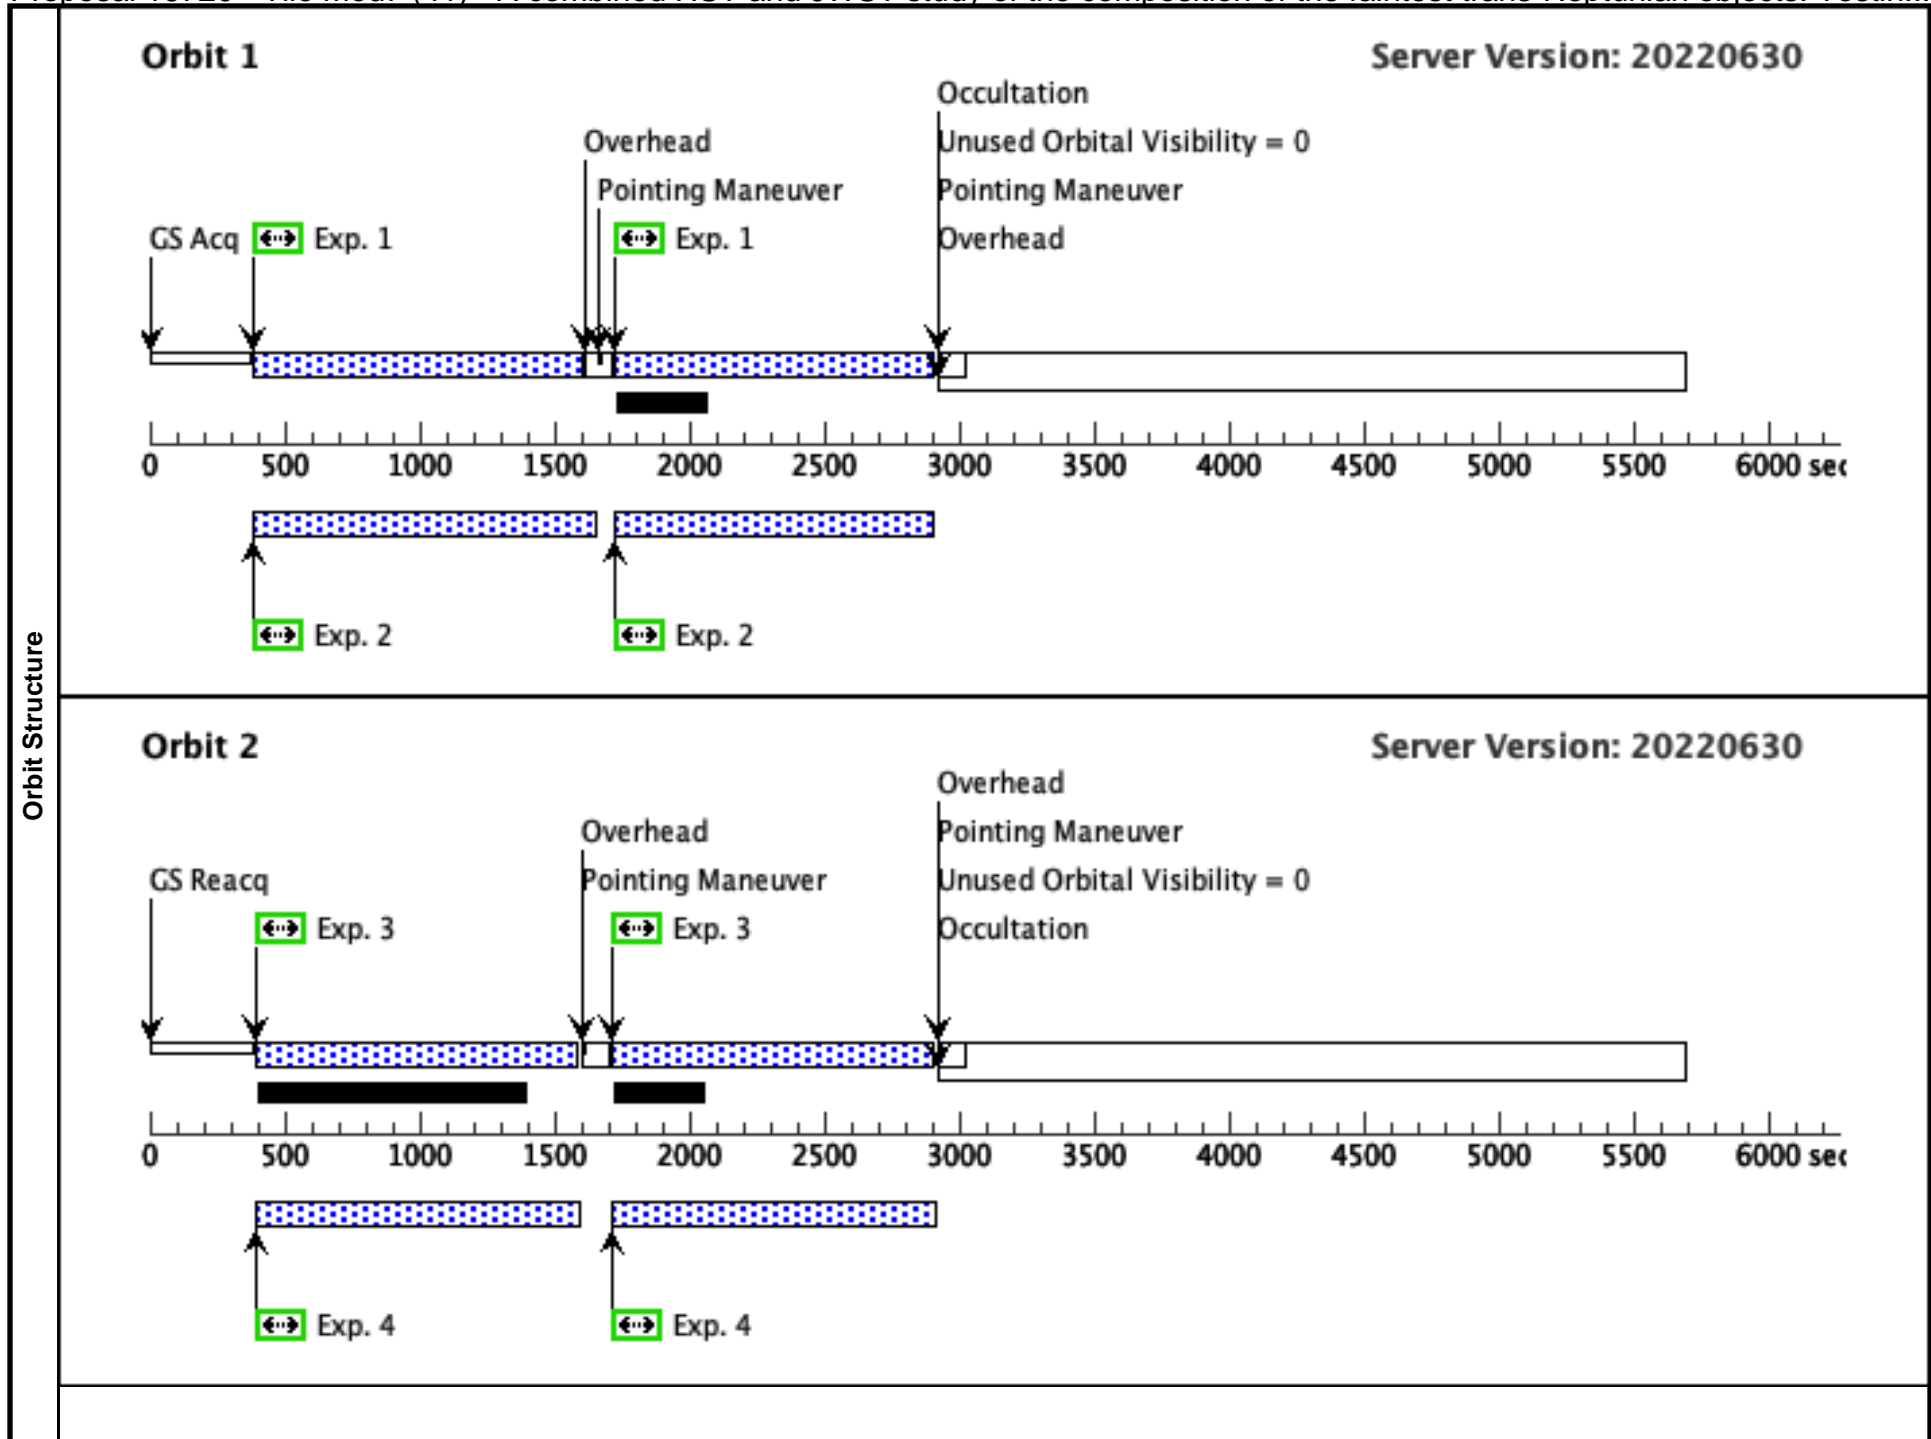 Orbit Structure
Orbit 1
Server Version: 20220630
Occultation
Overhead
Unused Orbital Visibility = 0
Pointing Maneuver
Pointing Maneuver
GS Acq
Exp. 1
Exp. 1
Overhead
0 500 1000 1500 2000 2500 3000 3500 4000 4500 5000 5500 6000 sec
Exp. 2
Exp. 2
Orbit 2
Server Version: 20220630
Overhead
Overhead
Pointing Maneuver
GS Reacq
Pointing Maneuver
Unused Orbital Visibility = 0
Exp. 3
Exp. 3
Occultation
0 500 1000 1500 2000 2500 3000 3500 4000 4500 5000 5500 6000 sec
Exp. 4
Exp. 4